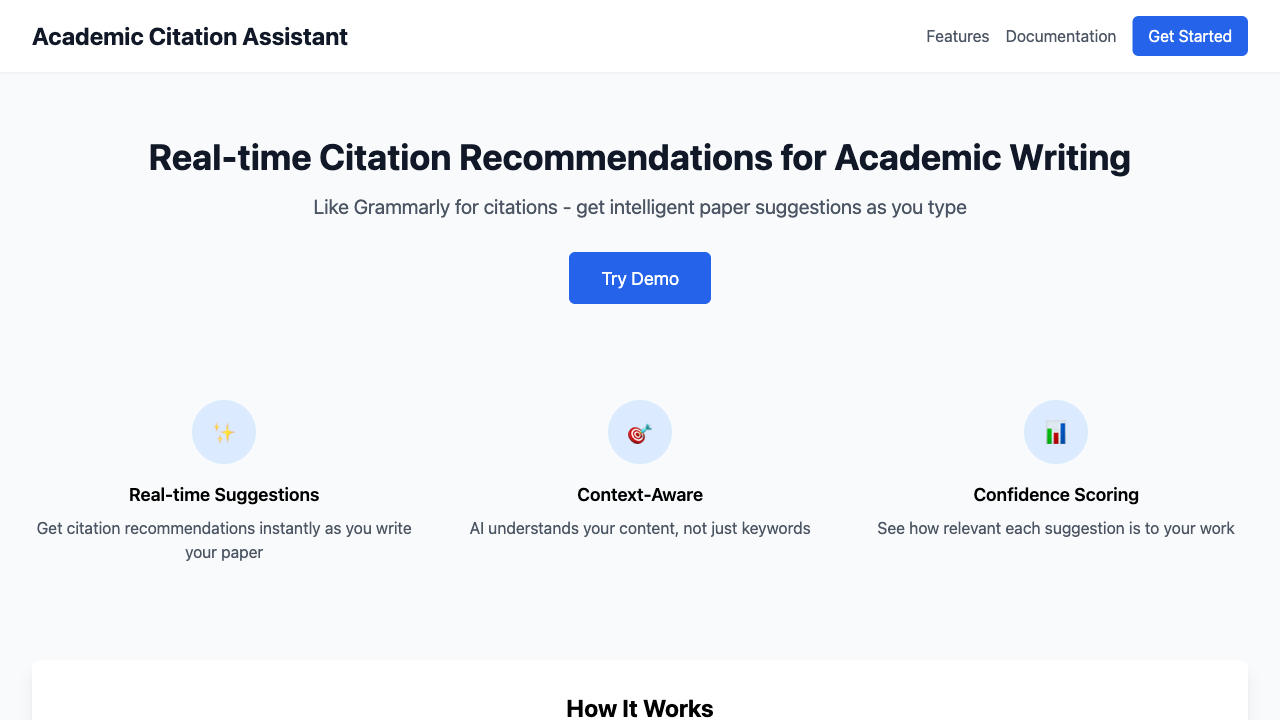 Academic Citation Assistant
Features
Documentation
Get Started
Real-time Citation Recommendations for Academic Writing
Like Grammarly for citations - get intelligent paper suggestions as you type
Try Demo
Real-time Suggestions
Get citation recommendations instantly as you write
your paper
Context-Aware
AI understands your content, not just keywords
Confidence Scoring
See how relevant each suggestion is to your work
How It Works